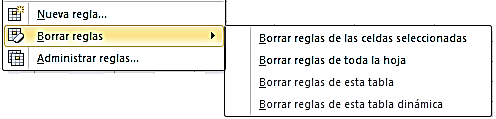 Nueva regla...
Borrar reglas
Administrar reglas...
Borrar reglas de las celdas seleccionadas
Borrar reglas de toda la hoja
Borrar reglas de esta tabla
Borrar reglas de esta tabla dinámica